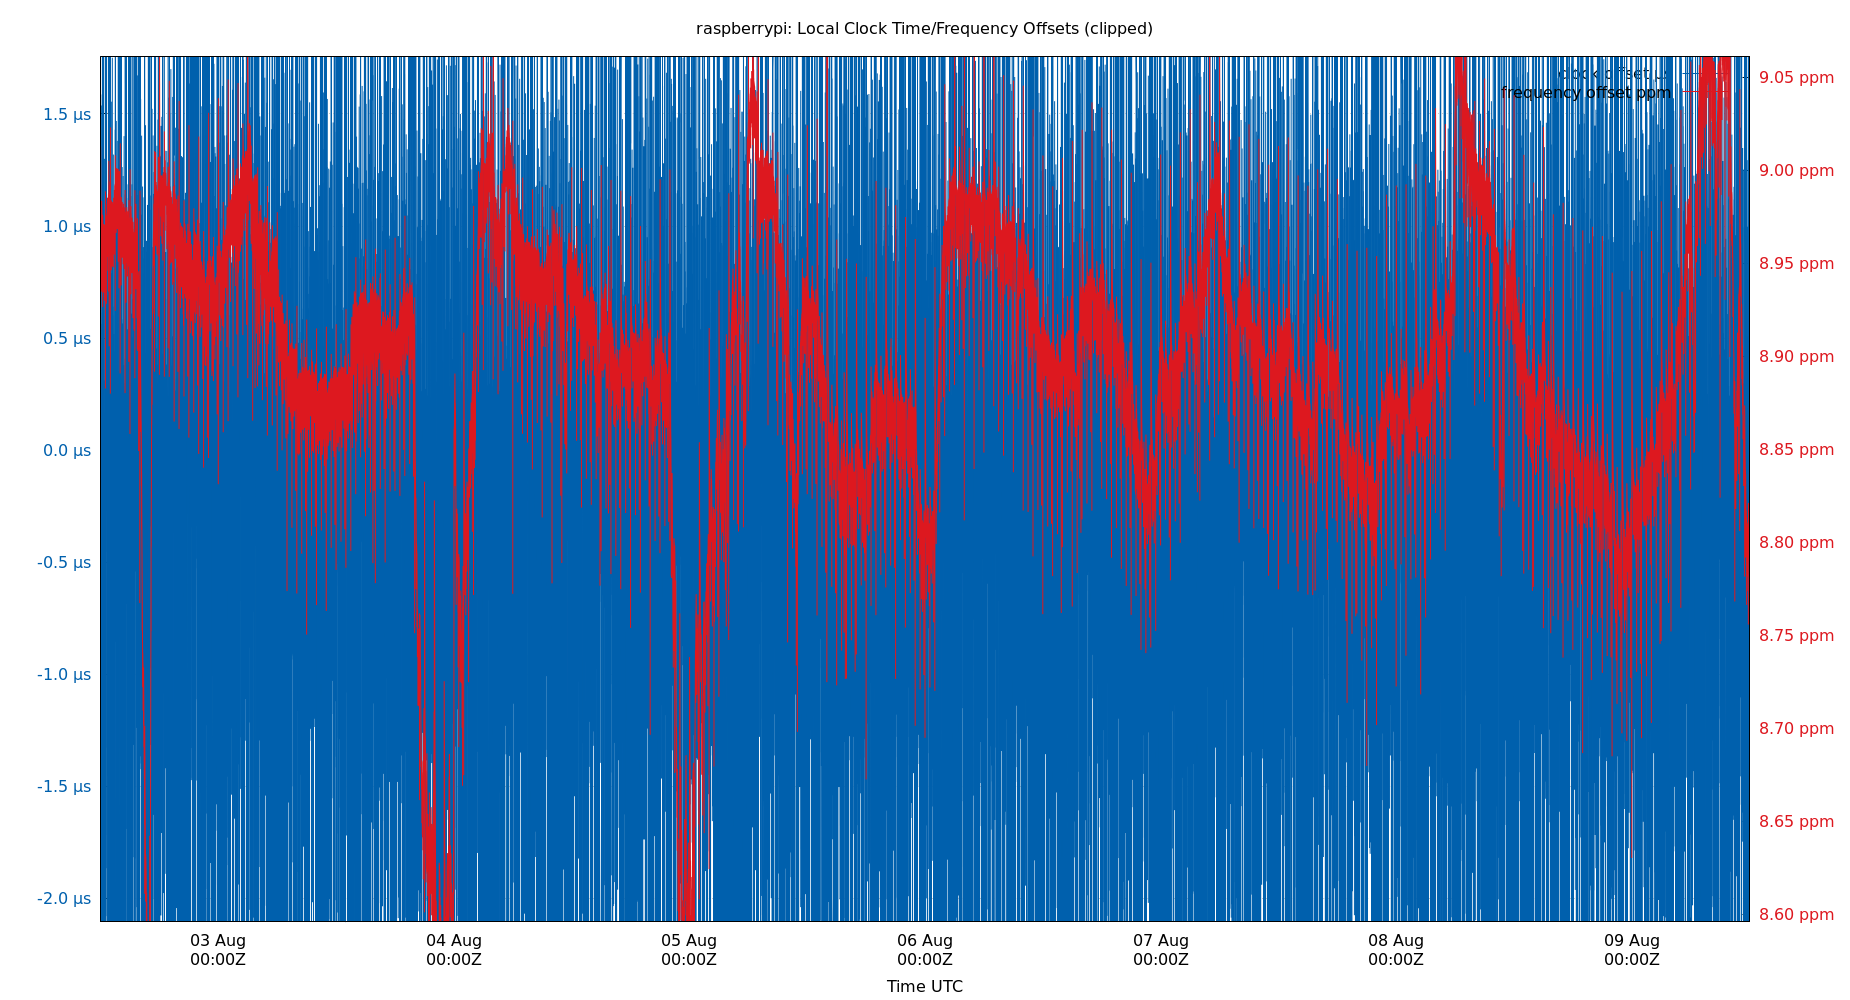 raspberrypi: Local Clock Time/Frequency Offsets (clipped)
clock offset µs
frequency offset ppm
1.5 µs
1.0 µs
0.5 µs
0.0 µs
-0.5 µs
-1.0 µs
-1.5 µs
-2.0 µs
9.05 ppm
9.00 ppm
8.95 ppm
8.90 ppm
8.85 ppm
8.80 ppm
8.75 ppm
8.70 ppm
8.65 ppm
8.60 ppm
03 Aug 04 Aug 05 Aug 06 Aug 07 Aug 08 Aug 09 Aug
00:00Z 00:00Z 00:00Z 00:00Z 00:00Z 00:00Z 00:00Z
Time UTC